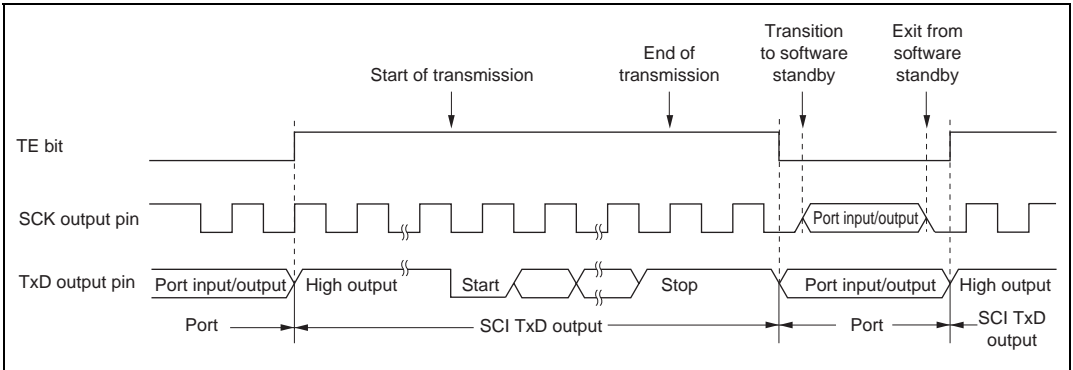 Transition
to software
standby
Exit from
software
standby
End of
transmission
Start of transmission
TE bit
SCK output pin
Port input/output
TxD output pin
Port input/output
High output
Start
Stop
Port input/output
High output
Port
SCI TxD output
Port
SCI TxD
output